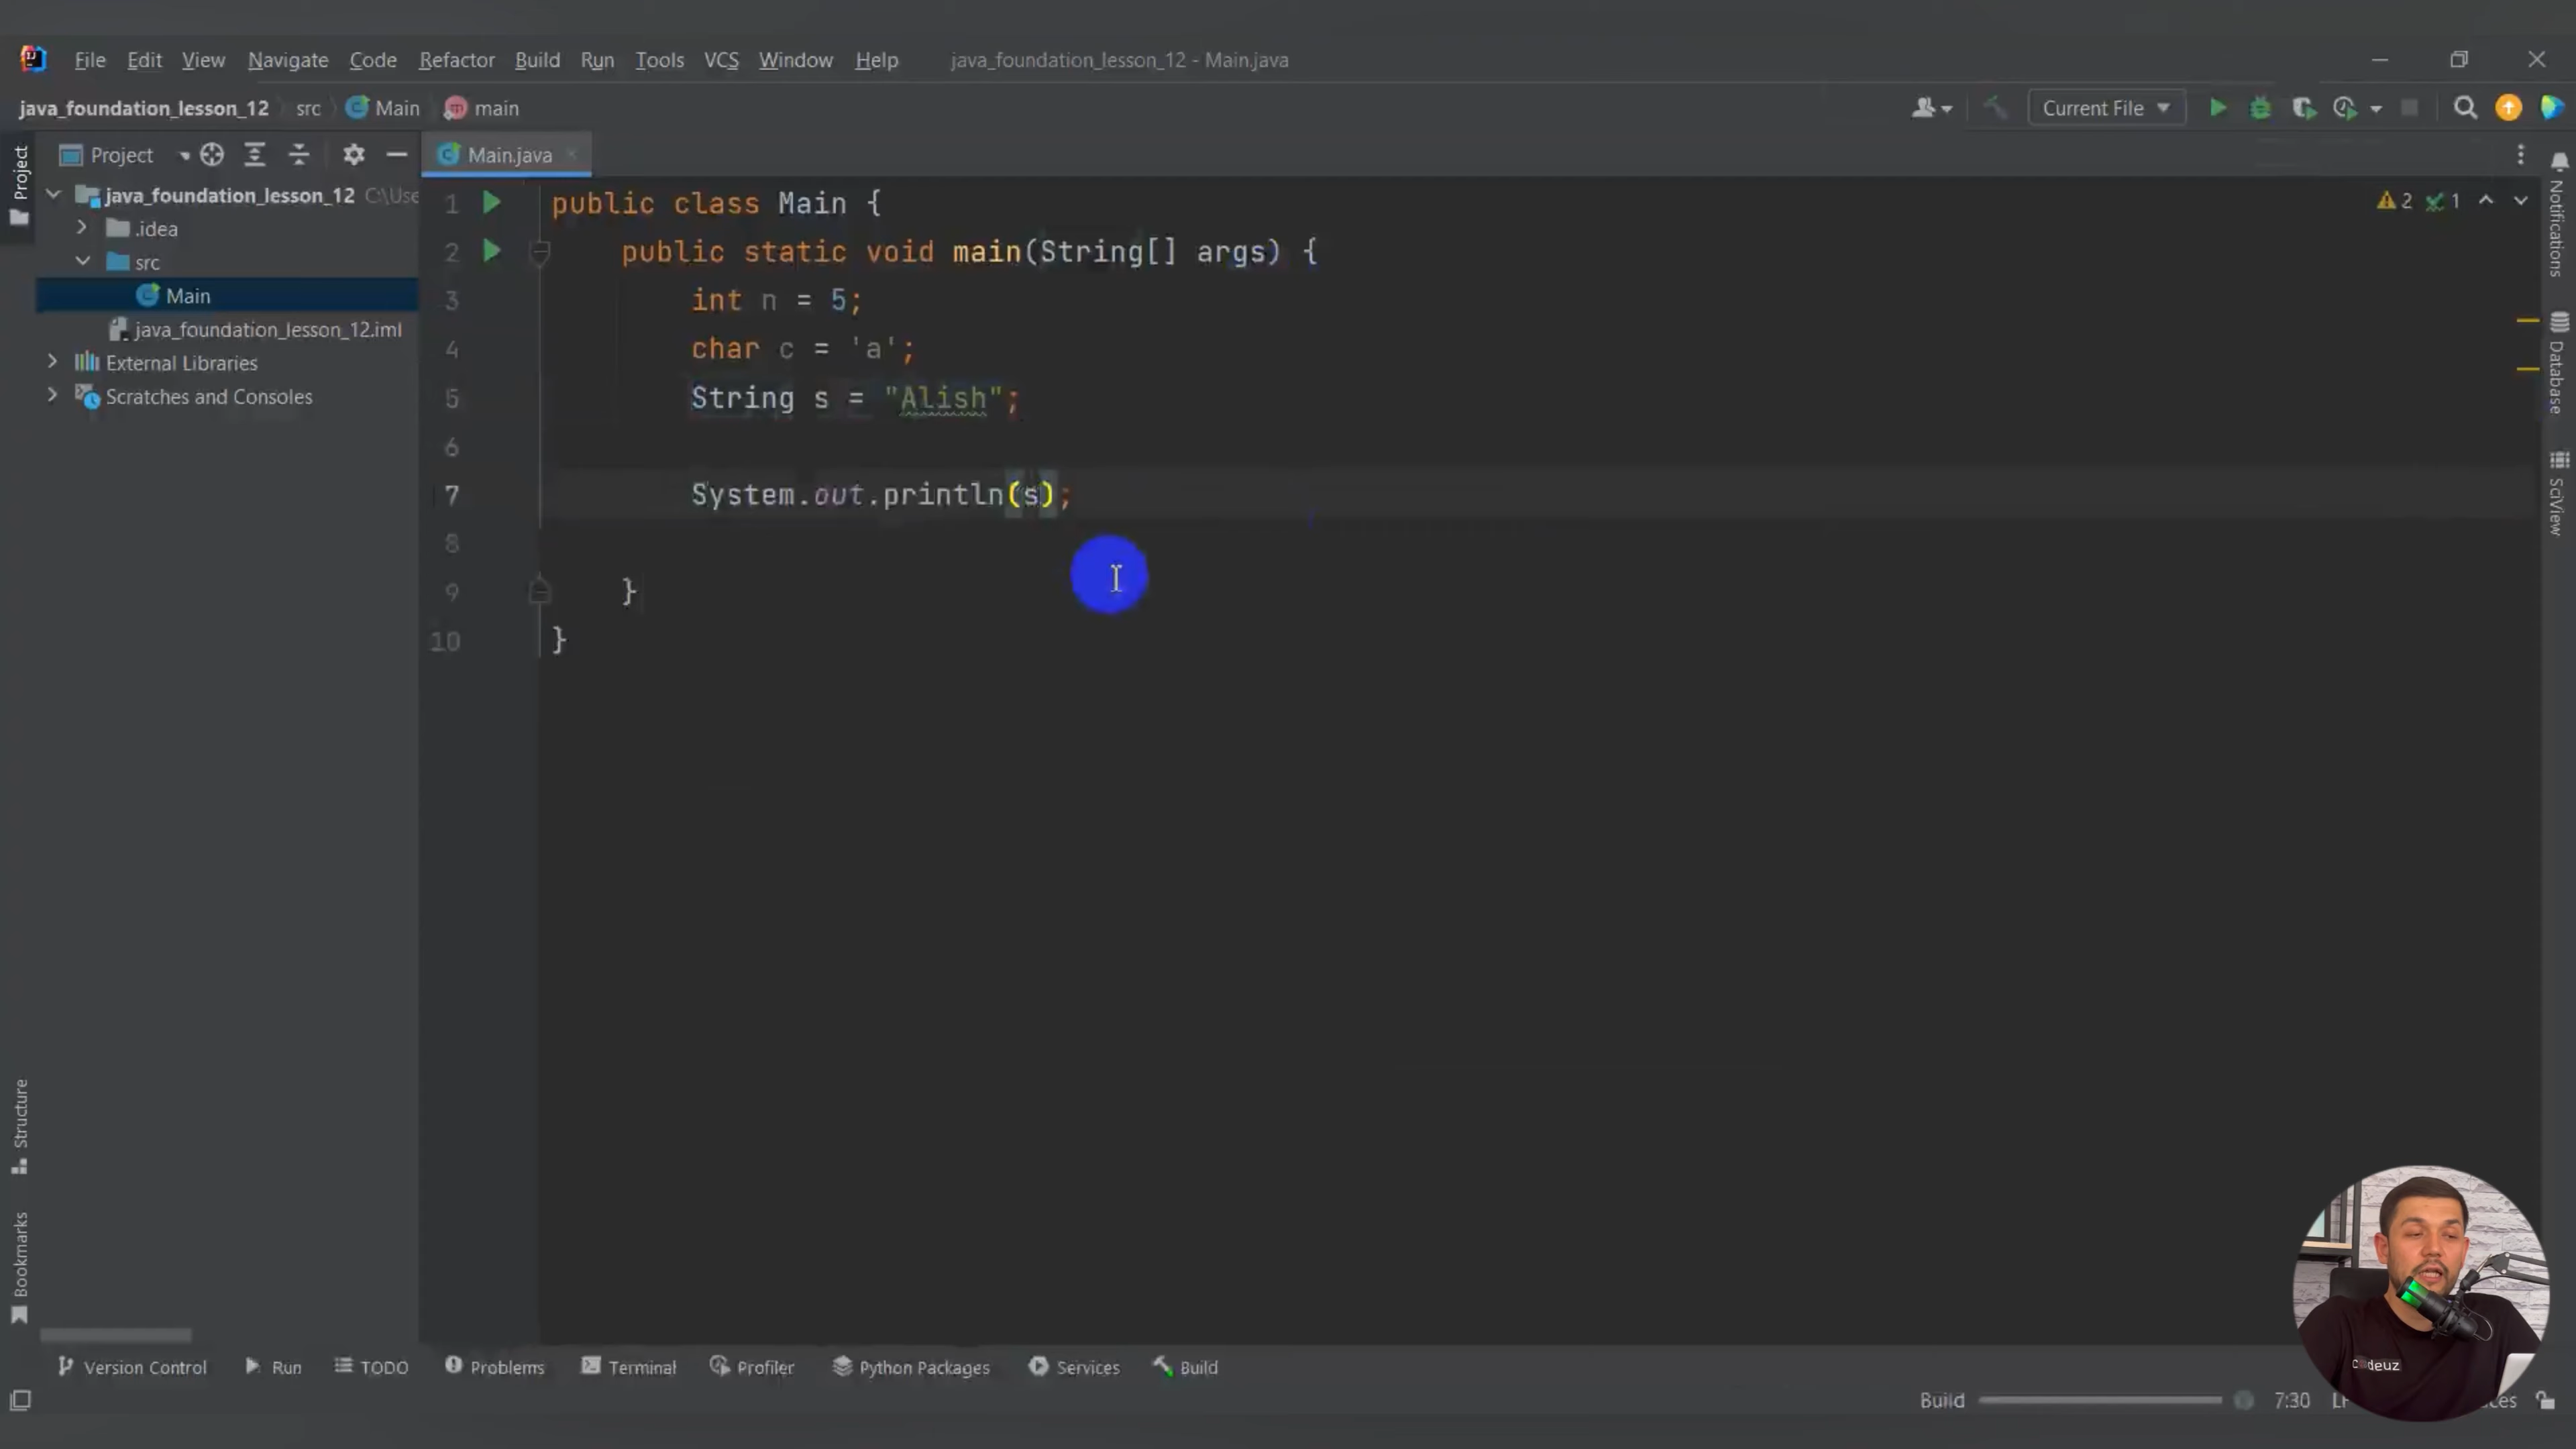 File Edit View Navigate Code Refactor Build Run Tools VCS Window Help java_foundation_lesson_12 - Main.java
java_foundation_lesson_12 src Main main Current File
Project Main.java
java_foundation_lesson_12
.idea
src
Main
java_foundation_lesson_12.iml
External Libraries
Scratches and Consoles
1 public class Main {
2 public static void main(String[] args) {
3 int n = 5;
4 char c = 'a';
5 String s = "Alish";
6
7 System.out.println(s);
8
9 }
10 }
2 1
Project
Structure
Bookmarks
Notifications
Database
SciView
Version Control Run TODO Problems Terminal Profiler Python Packages Services Build
Build 7:30